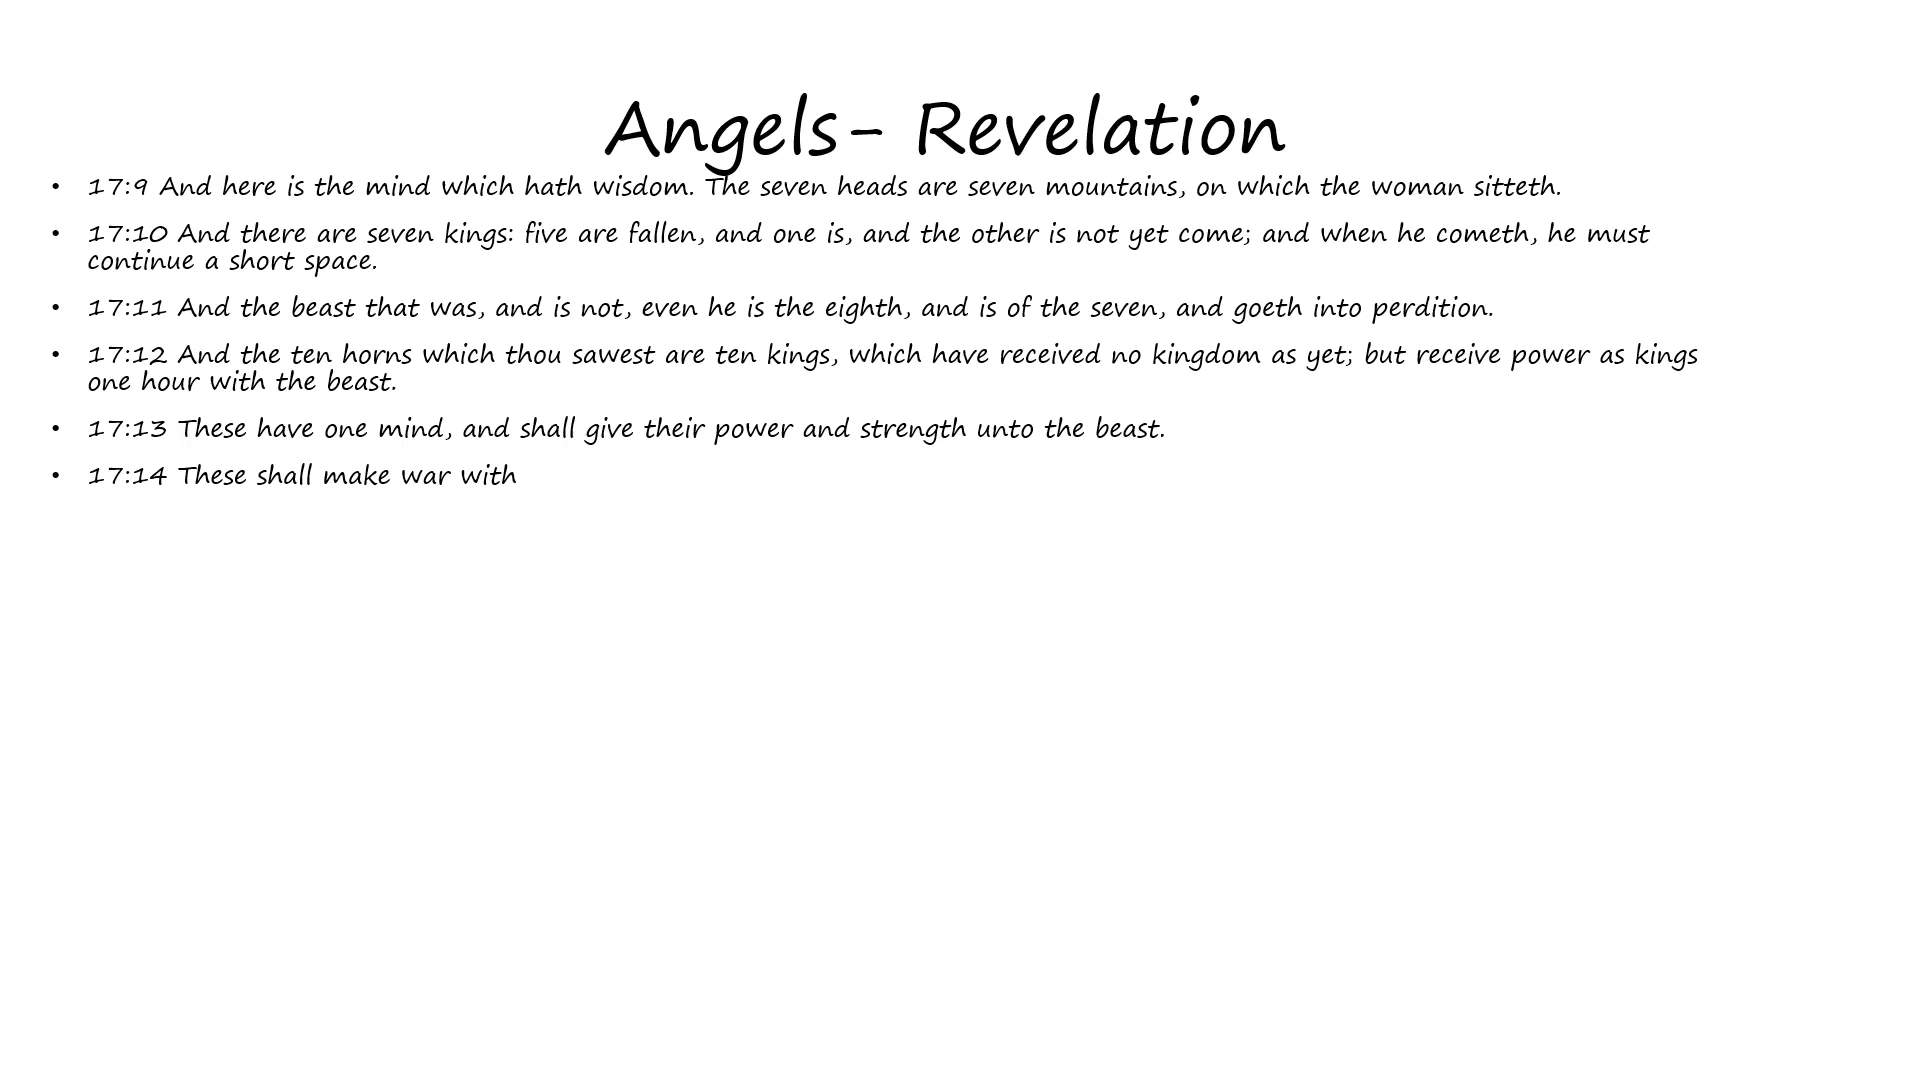 Angels- Revelation
• 17:9 And here is the mind which hath wisdom. The seven heads are seven mountains, on which the woman sitteth.
• 17:10 And there are seven kings: five are fallen, and one is, and the other is not yet come; and when he cometh, he must
continue a short space.
• 17:11 And the beast that was, and is not, even he is the eighth, and is of the seven, and goeth into perdition.
• 17:12 And the ten horns which thou sawest are ten kings, which have received no kingdom as yet; but receive power as kings
one hour with the beast.
• 17:13 These have one mind, and shall give their power and strength unto the beast.
• 17:14 These shall make war with